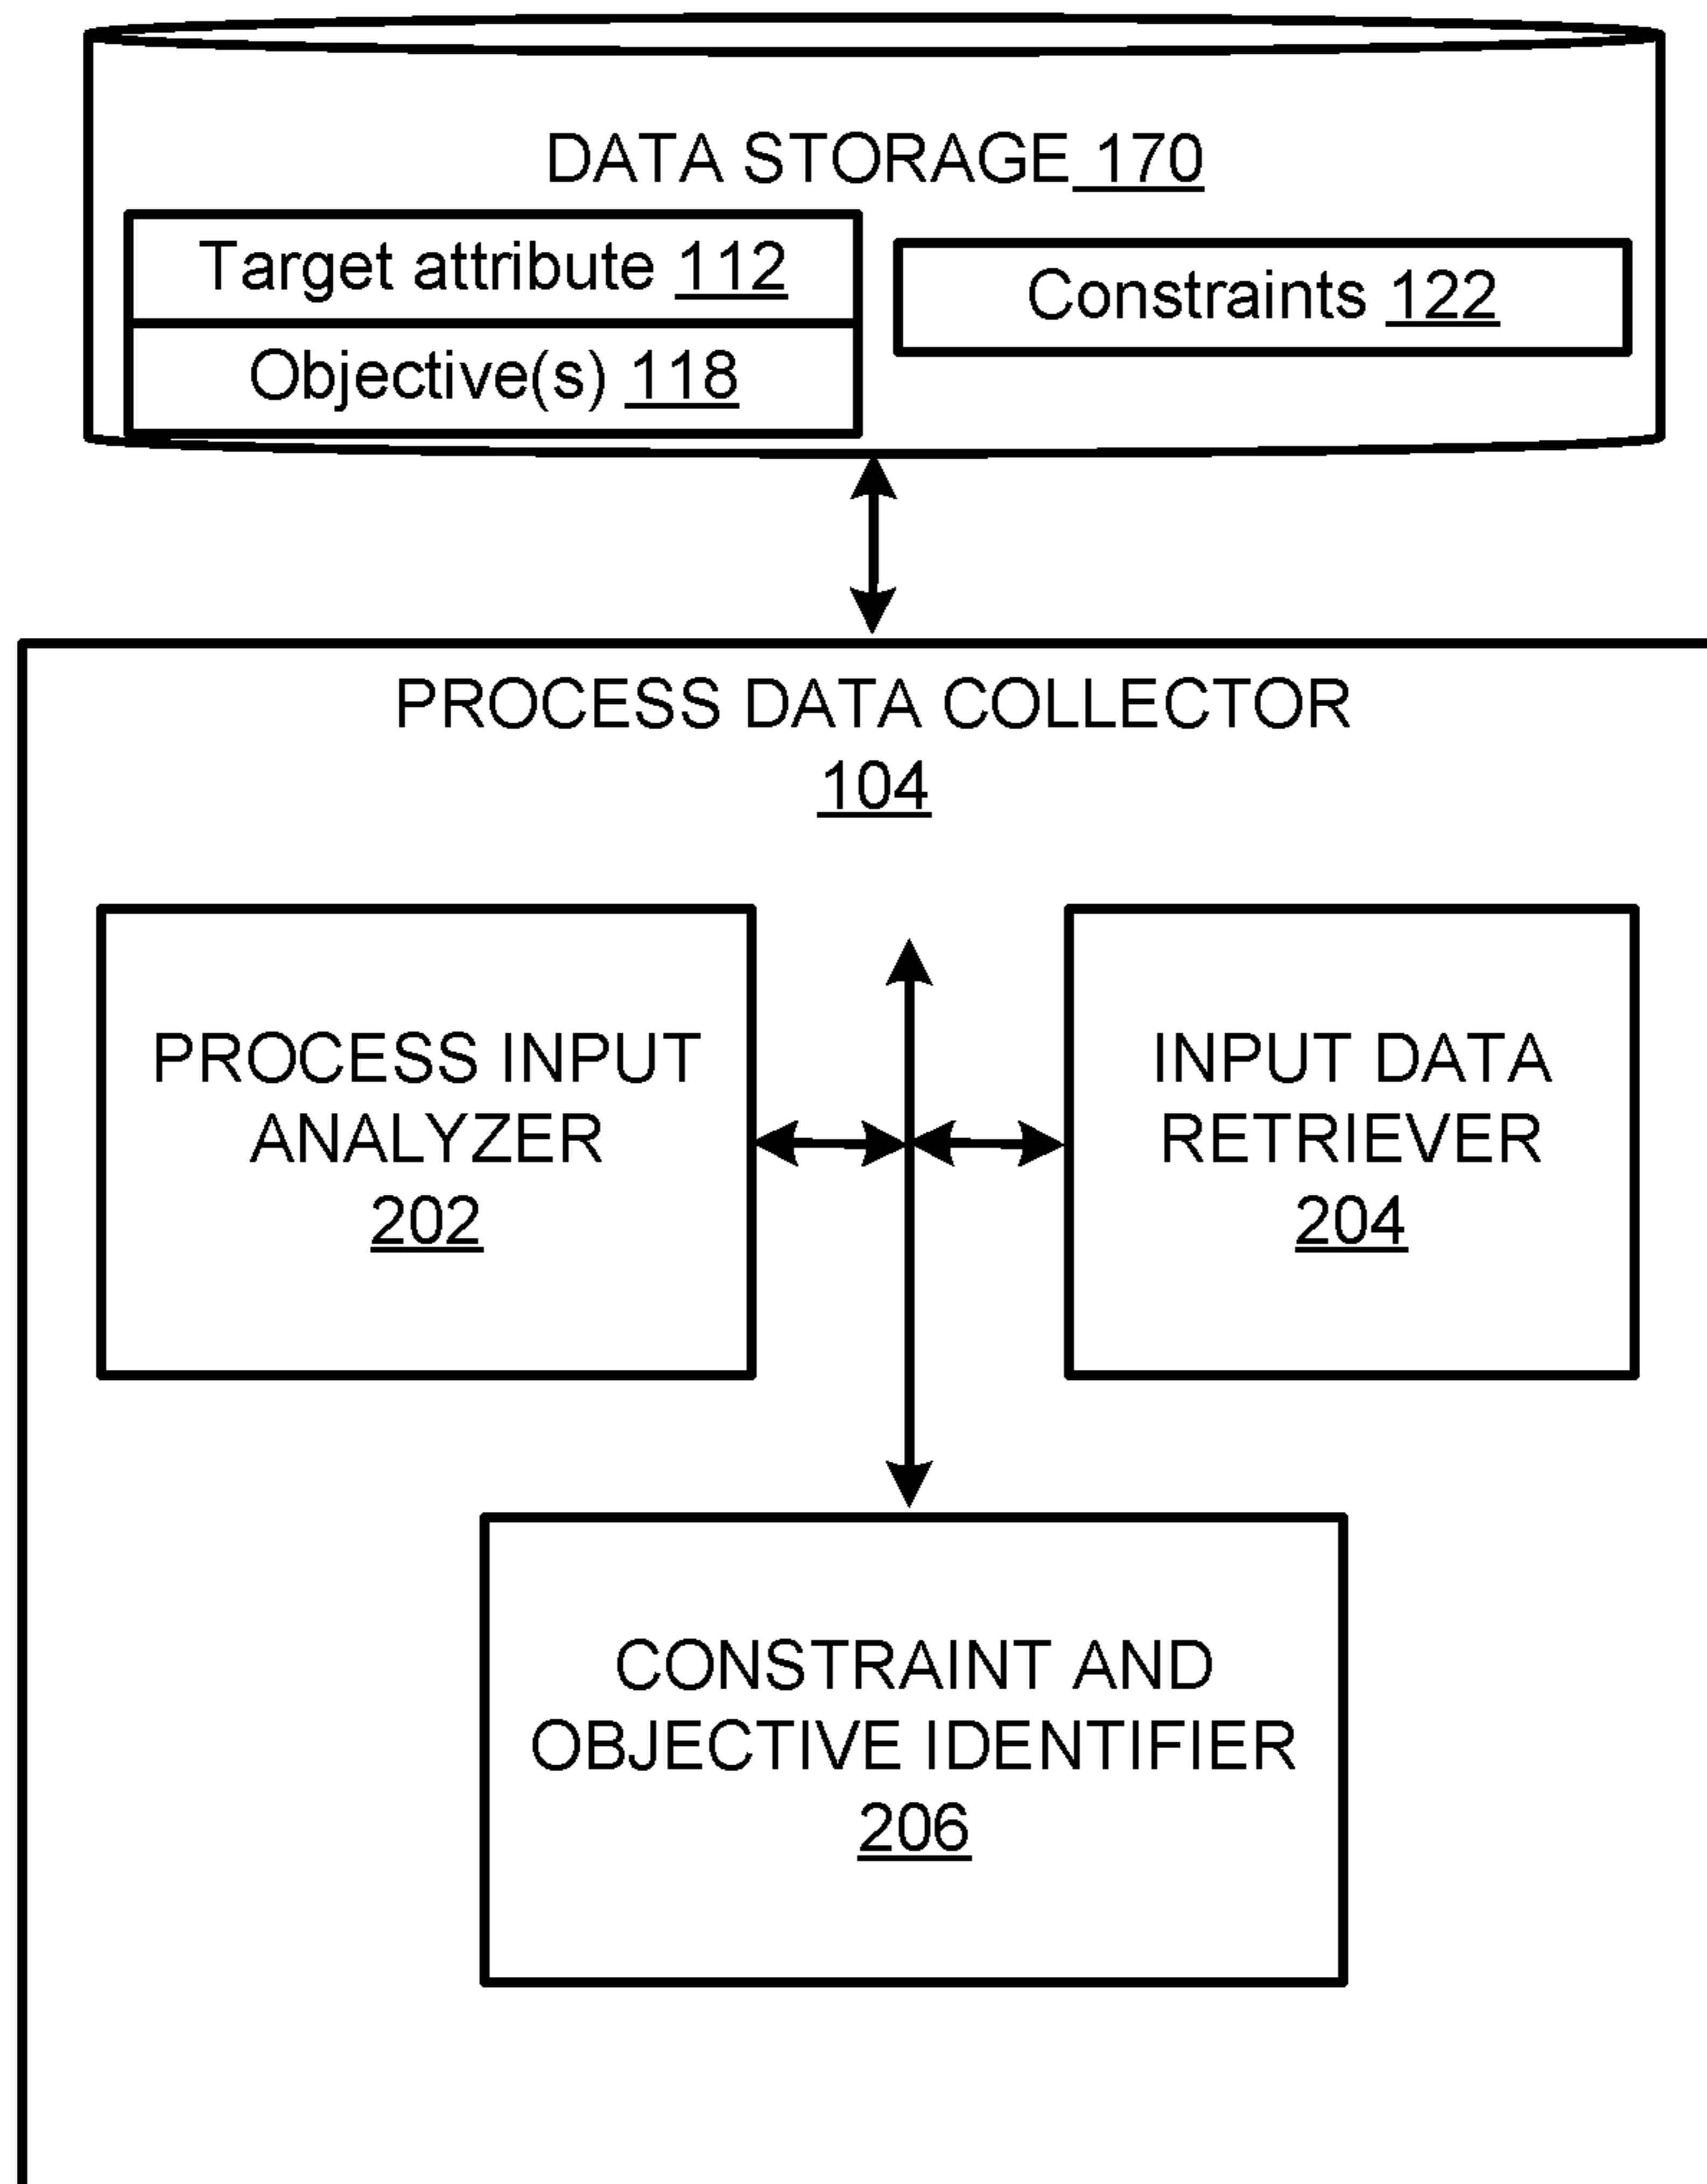 DATA STORAGE 170
Target attribute 112
Constraints 122
Objective(s) 118
PROCESS DATA COLLECTOR
104
PROCESS INPUT
ANALYZER
202
INPUT DATA
RETRIEVER
204
CONSTRAINT AND
OBJECTIVE IDENTIFIER
206